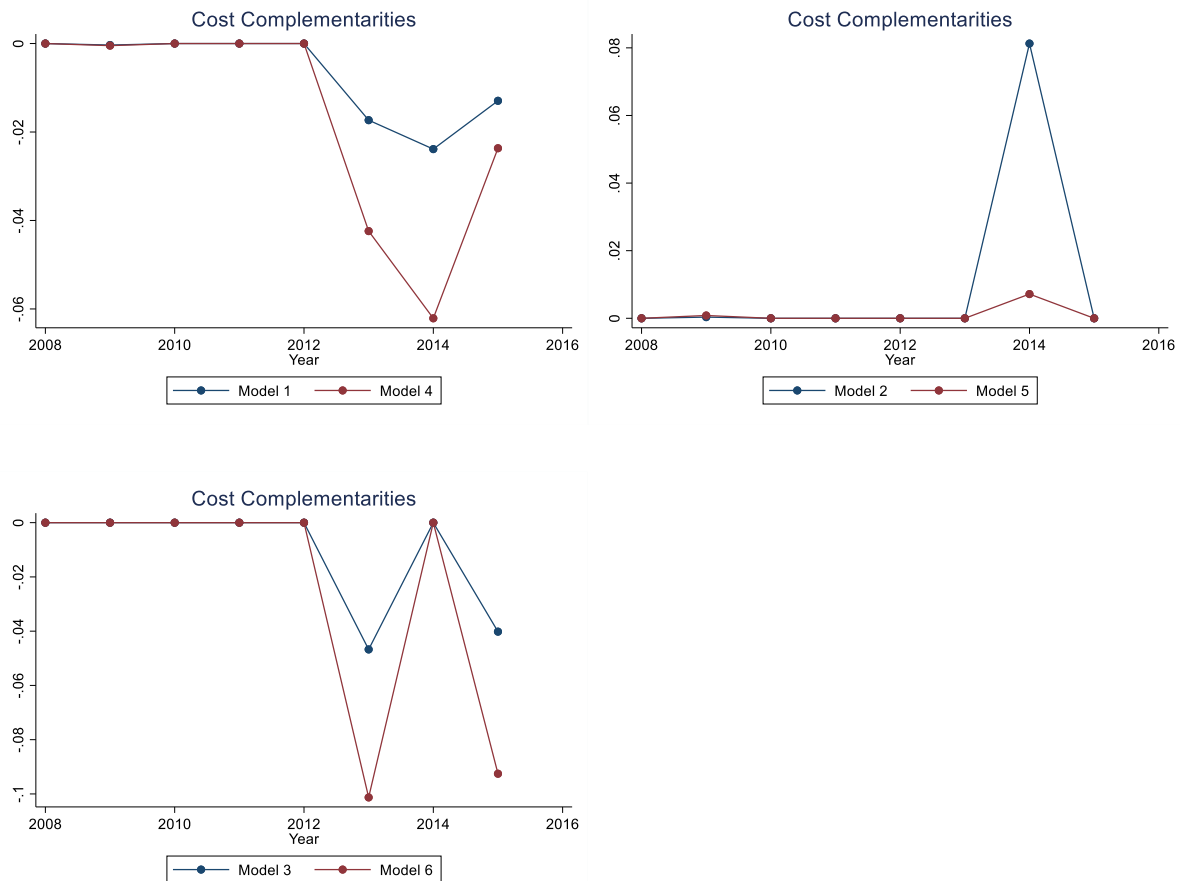 Cost Complementarities
0
-.02
-.04
-.06
2008 2010 2012 2014 2016
Year
Model 1 Model 4
Cost Complementarities
.08
.06
.04
.02
0
2008 2010 2012 2014 2016
Year
Model 2 Model 5
Cost Complementarities
0
-.02
-.04
-.06
-.08
-.1
2008 2010 2012 2014 2016
Year
Model 3 Model 6